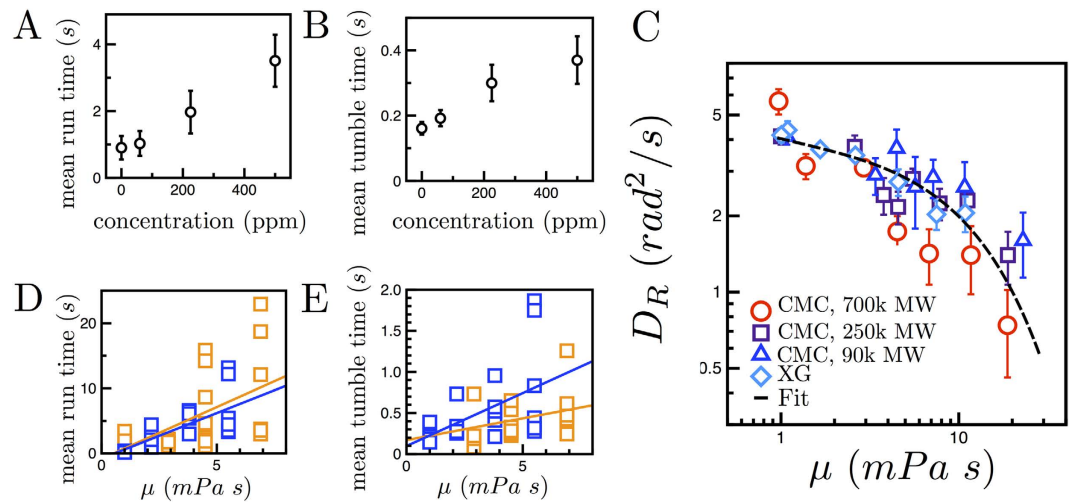 A
mean run time (s)
4
2
0
0
200
400
concentration (ppm)
B
mean tumble time (s)
0.4
0.2
0.0
0
200
400
concentration (ppm)
C
D_R (rad²/s)
5
2
1
0.5
CMC, 700k MW
CMC, 250k MW
CMC, 90k MW
XG
Fit
1
10
μ (mPa s)
D
mean run time (s)
20
10
0
5
μ (mPa s)
E
mean tumble time (s)
2.0
1.5
1.0
0.5
0.0
0
5
μ (mPa s)